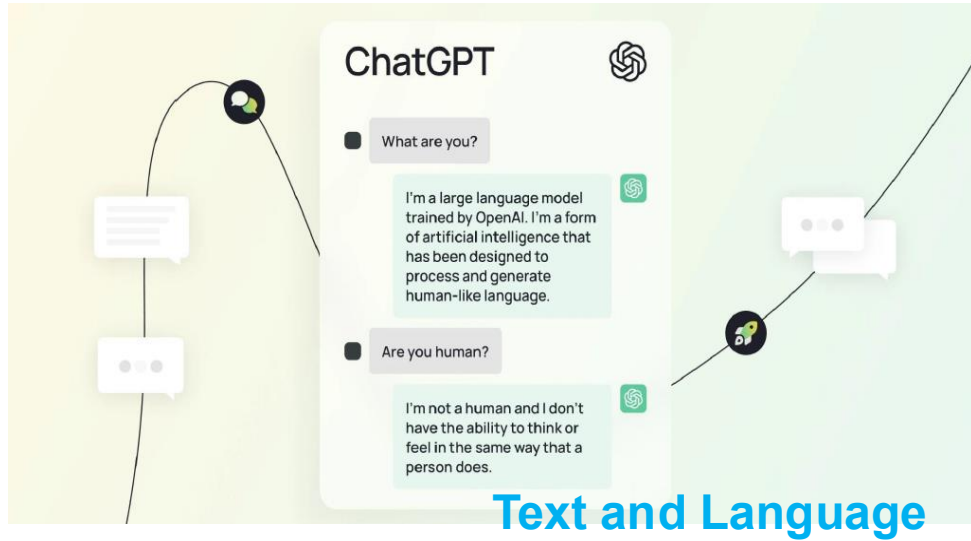 ChatGPT
What are you?
I'm a large language model
trained by OpenAI. I'm a form
of artificial intelligence that
has been designed to
process and generate
human-like language.
Are you human?
I'm not a human and I don't
have the ability to think or
feel in the same way that a
person does.
Text and Language